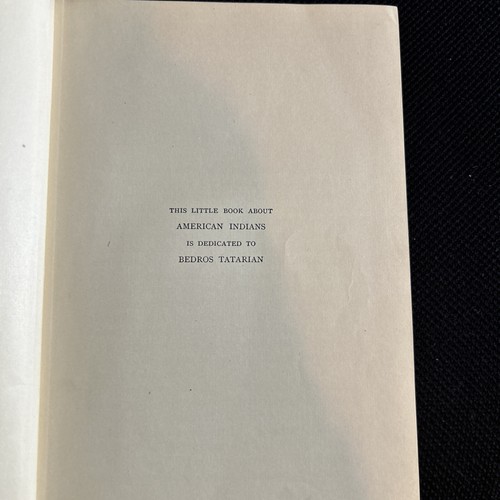 THIS LITTLE BOOK ABOUT
AMERICAN INDIANS
IS DEDICATED TO
BEDROS TATARIAN